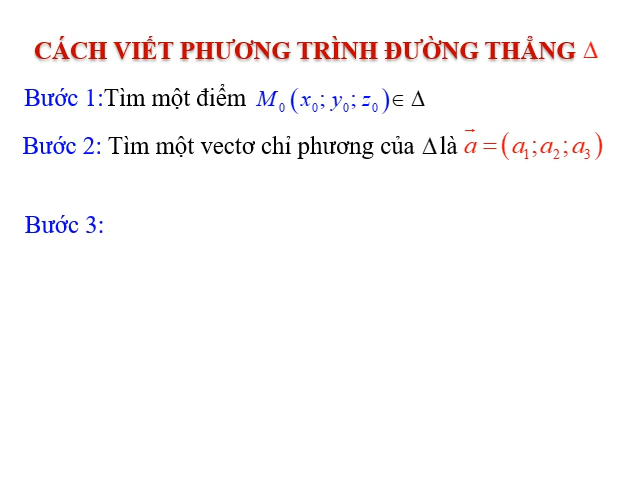 CÁCH VIẾT PHƯƠNG TRÌNH ĐƯỜNG THẲNG Δ
Bước 1:Tìm một điểm M₀(x₀; y₀; z₀)∈ Δ
Bước 2: Tìm một vectơ chỉ phương của Δ là a⃗ = (a₁;a₂;a₃)
Bước 3: